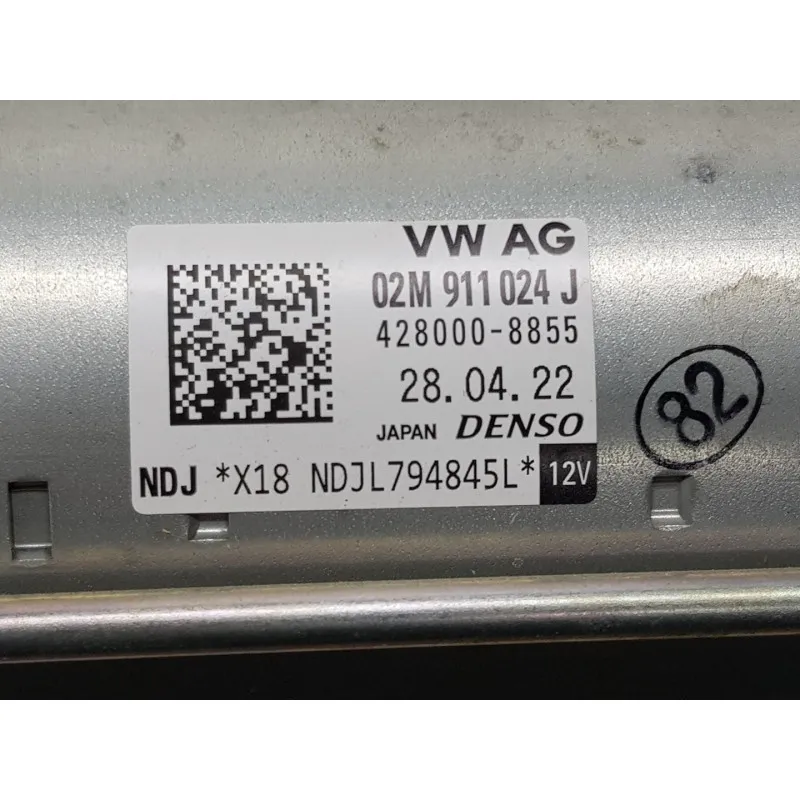 VW AG
02M 911 024 J
428000-8855
28.04.22
JAPAN DENSO
NDJ *X18 NDJL794845L* 12V
82